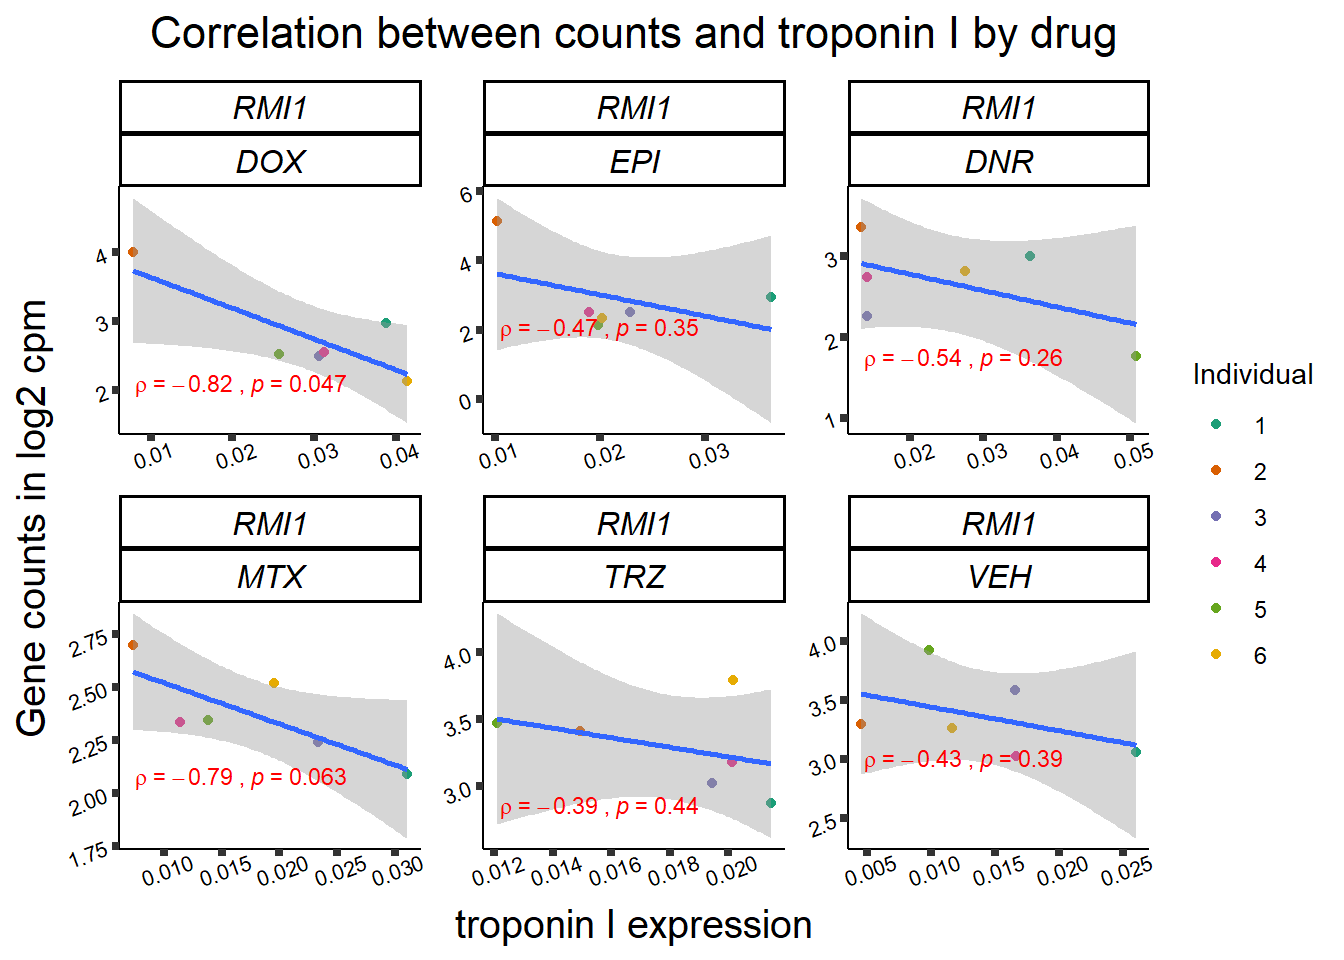 Correlation between counts and troponin I by drug
RMI1
RMI1
RMI1
DOX
EPI
DNR
4
3
2
ρ = −0.82 , p = 0.047
0.01
0.02
0.03
0.04
6
4
2
0
ρ = −0.47 , p = 0.35
0.01
0.02
0.03
3
2
1
ρ = −0.54 , p = 0.26
0.02
0.03
0.04
0.05
RMI1
RMI1
RMI1
MTX
TRZ
VEH
2.75
2.50
2.25
2.00
1.75
ρ = −0.79 , p = 0.063
0.010
0.015
0.020
0.025
0.030
4.0
3.5
3.0
ρ = −0.39 , p = 0.44
0.012
0.014
0.016
0.018
0.020
4.0
3.5
3.0
2.5
ρ = −0.43 , p = 0.39
0.005
0.010
0.015
0.020
0.025
Gene counts in log2 cpm
troponin I expression
Individual
1
2
3
4
5
6